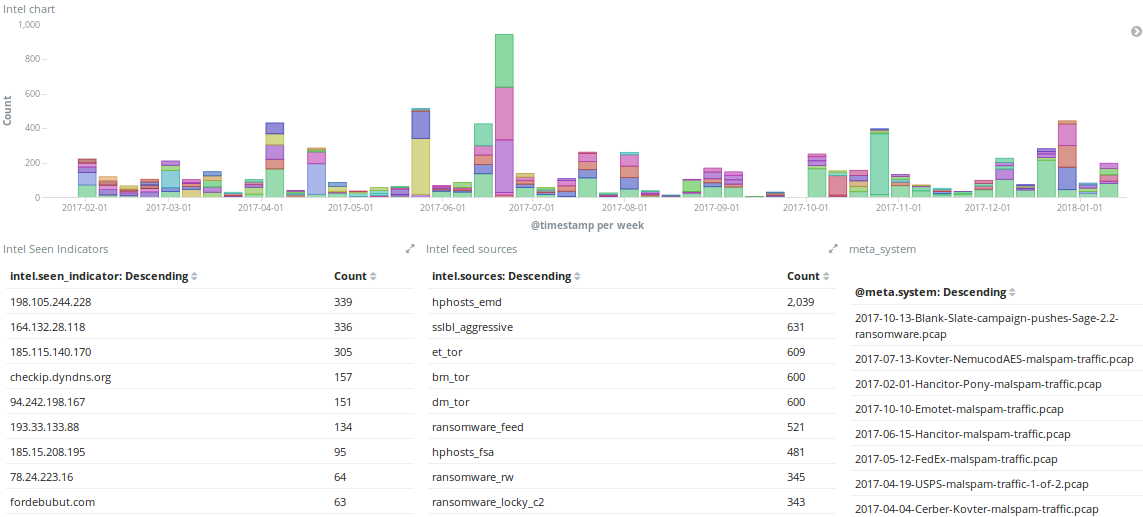 Intel chart
1,000
800
600
400
200
0
Count
2017-02-01 2017-03-01 2017-04-01 2017-05-01 2017-06-01 2017-07-01 2017-08-01 2017-09-01 2017-10-01 2017-11-01 2017-12-01 2018-01-01
@timestamp per week
Intel Seen Indicators
intel.seen_indicator: Descending Count
198.105.244.228 339
164.132.28.118 336
185.115.140.170 305
checkip.dyndns.org 157
94.242.198.167 151
193.33.133.88 134
185.15.208.195 95
78.24.223.16 64
fordebubut.com 63
Intel feed sources
intel.sources: Descending Count
hphosts_emd 2,039
sslbl_aggressive 631
et_tor 609
bm_tor 600
dm_tor 600
ransomware_feed 521
hphosts_fsa 481
ransomware_rw 345
ransomware_locky_c2 343
meta_system
@meta.system: Descending
2017-10-13-Blank-Slate-campaign-pushes-Sage-2.2-
ransomware.pcap
2017-07-13-Kovter-NemucodAES-malspam-traffic.pcap
2017-02-01-Hancitor-Pony-malspam-traffic.pcap
2017-10-10-Emotet-malspam-traffic.pcap
2017-06-15-Hancitor-malspam-traffic.pcap
2017-05-12-FedEx-malspam-traffic.pcap
2017-04-19-USPS-malspam-traffic-1-of-2.pcap
2017-04-04-Cerber-Kovter-malspam-traffic.pcap